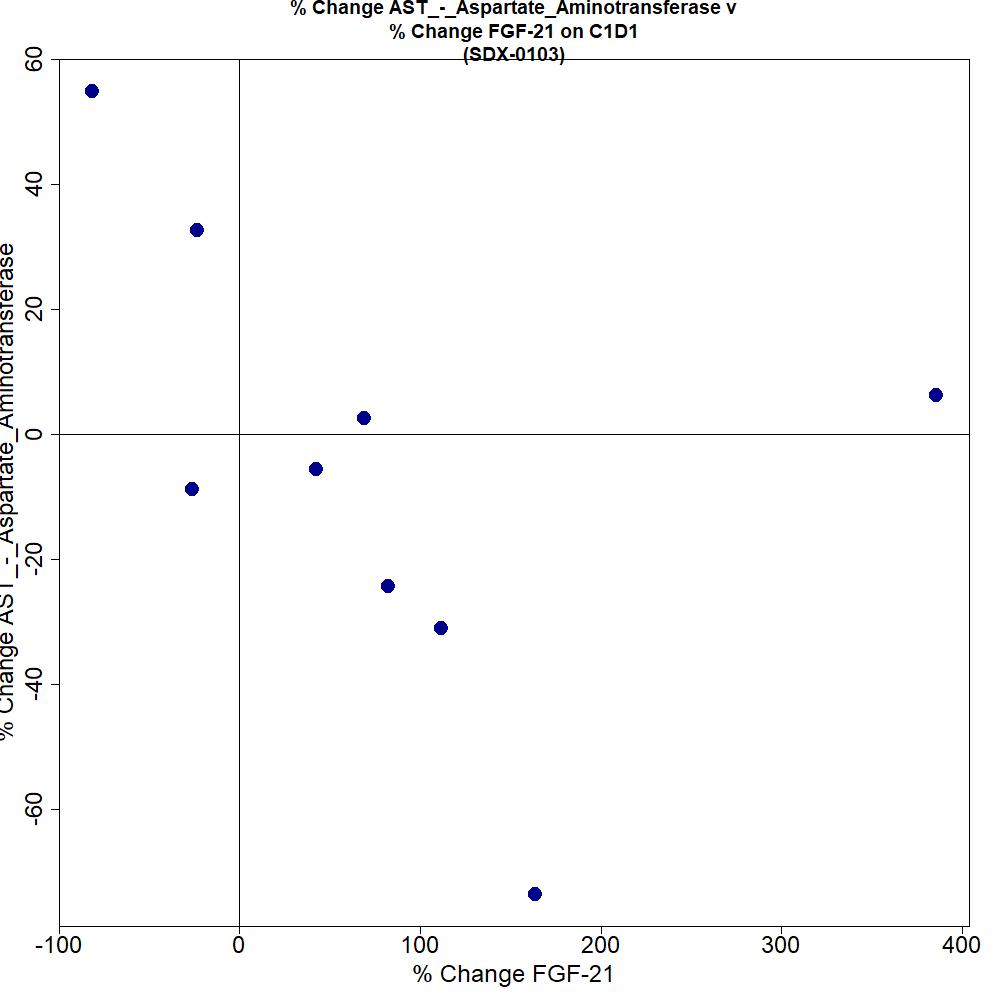 % Change AST_-_Aspartate_Aminotransferase v
% Change FGF-21 on C1D1
(SDX-0103)
% Change AST_-_Aspartate_Aminotransferase
60
40
20
0
-20
-40
-60
-100 0 100 200 300 400
% Change FGF-21